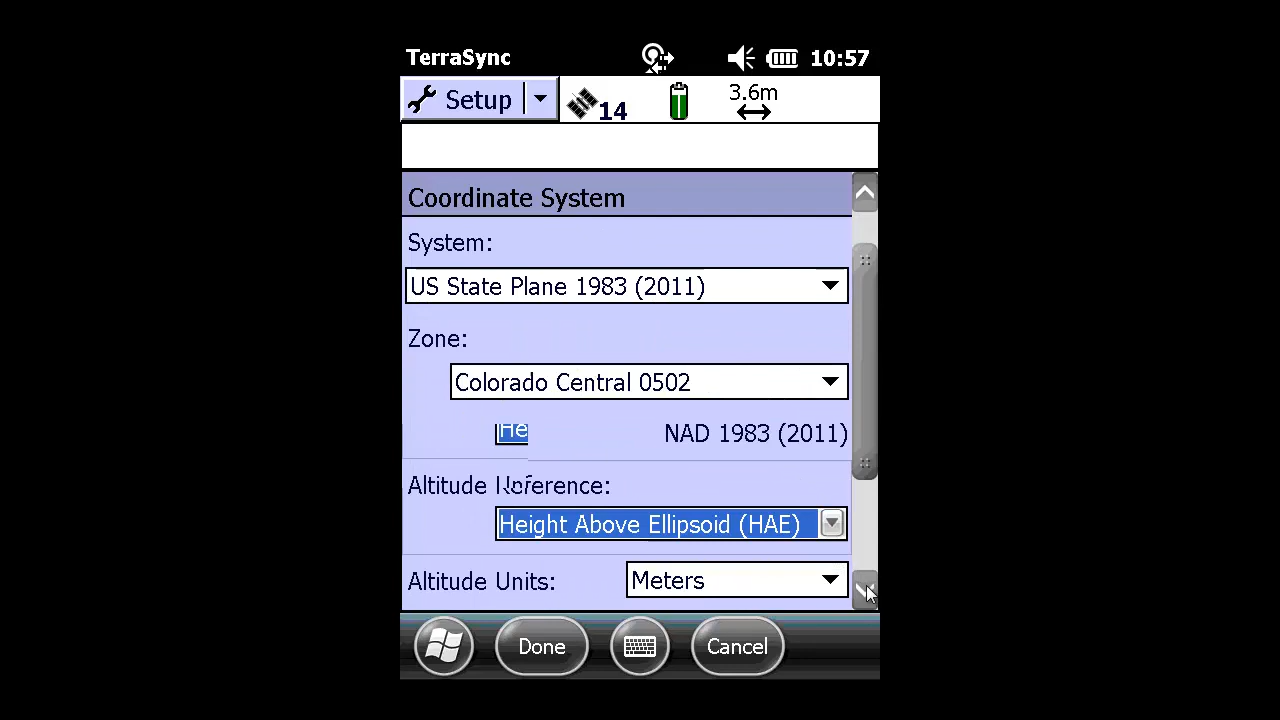 TerraSync 10:57
Setup 14 3.6m
Coordinate System
System:
US State Plane 1983 (2011)
Zone:
Colorado Central 0502
He NAD 1983 (2011)
Altitude Reference:
Height Above Ellipsoid (HAE)
Altitude Units: Meters
Done Cancel